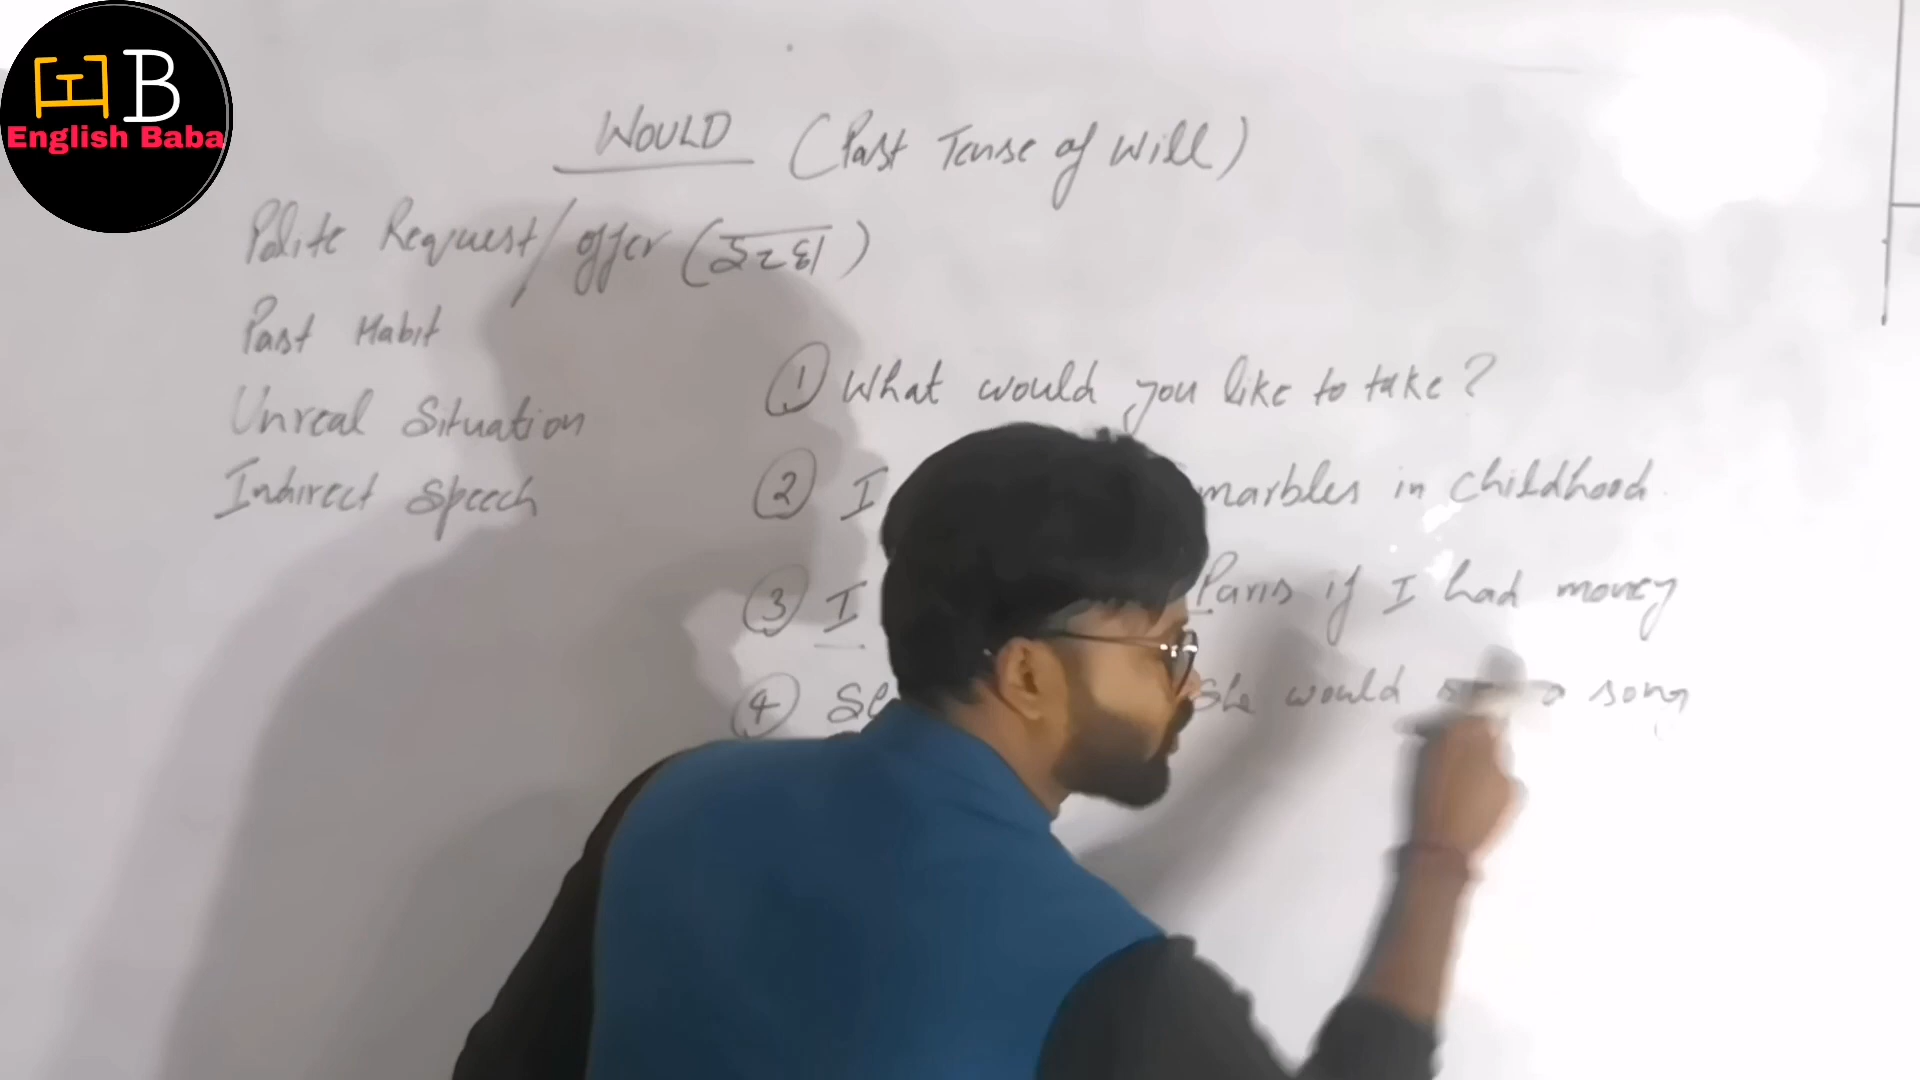 EB
English Baba
WOULD (Past Tense of Will)
Polite Request/offer (इच्छा)
Past Habit
Unreal Situation
Indirect Speech
① What would you like to take?
② I marbles in childhood.
③ I Paris if I had money
④ She would a song